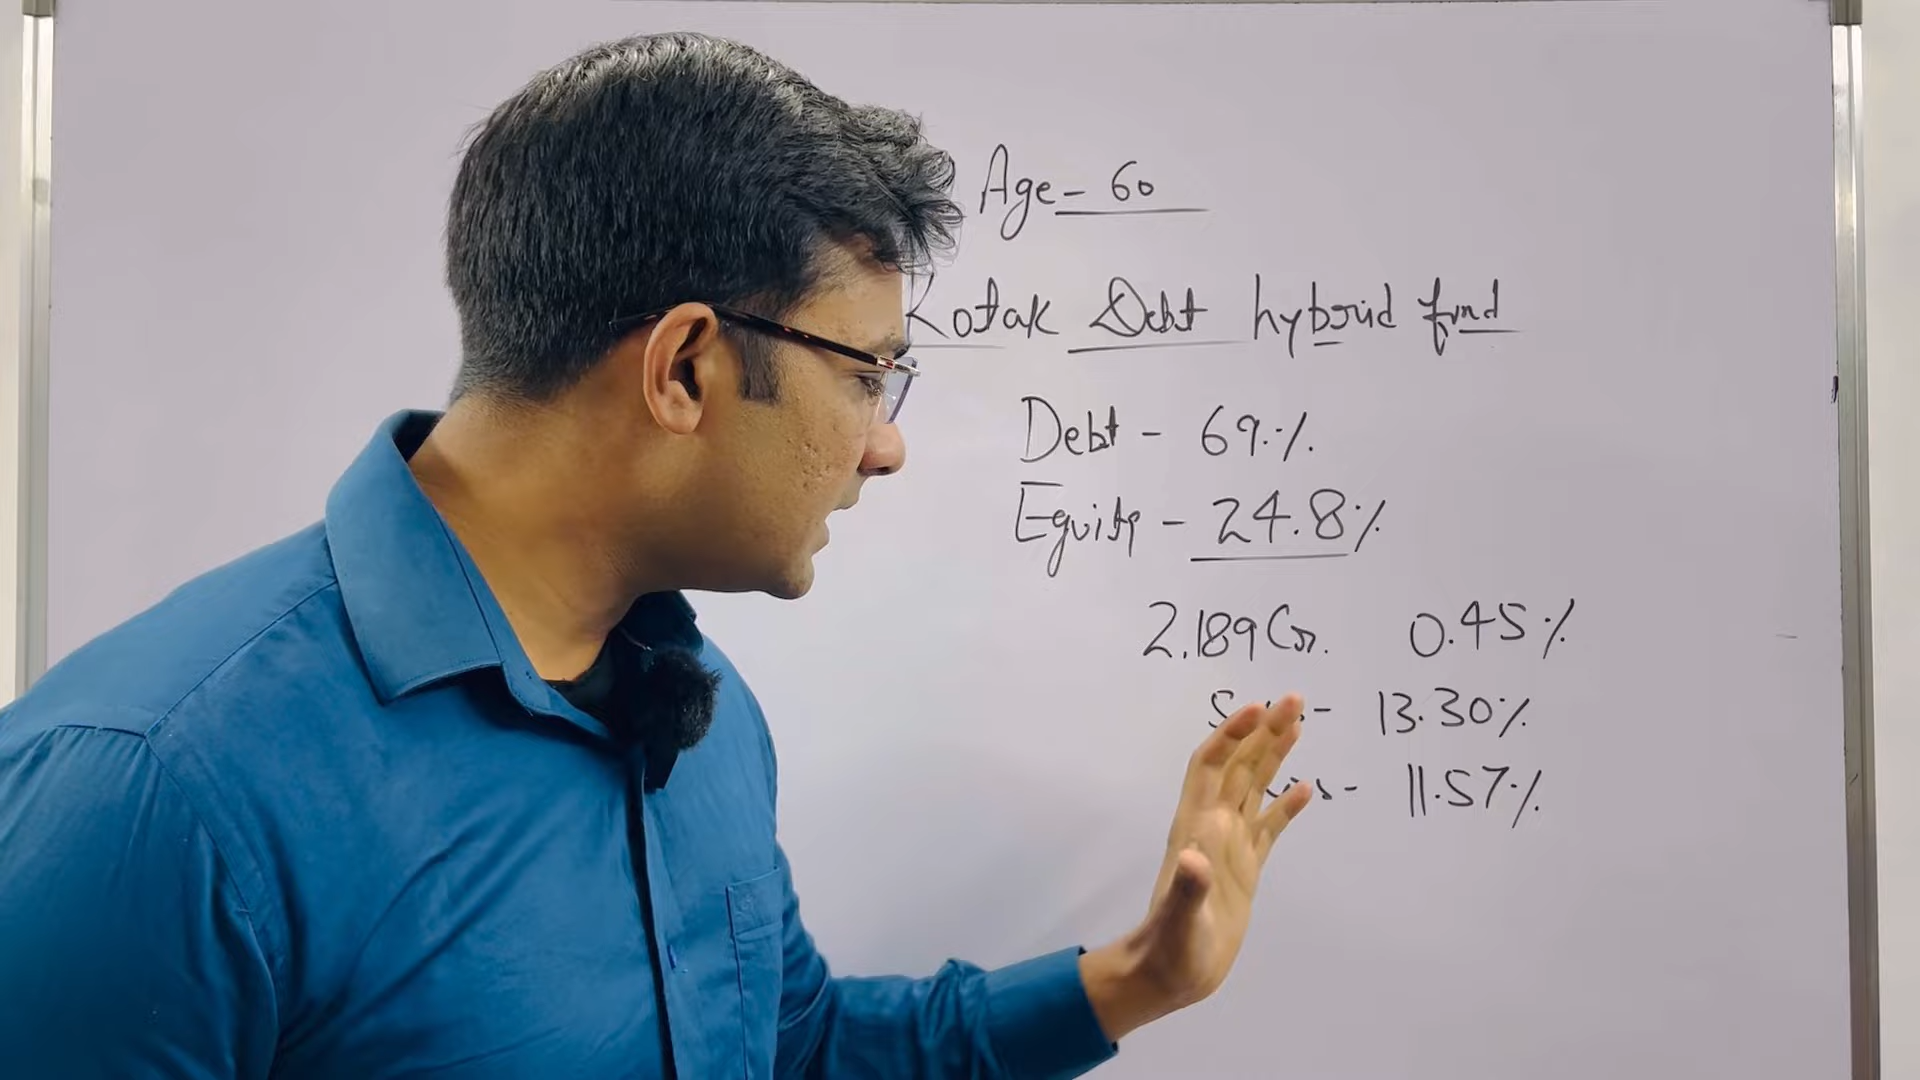 Age - 60
Kotak Debt hybrid fund
Debt - 69%
Equity - 24.8%
2.189 Cr. 0.45%
13.30%
11.57%